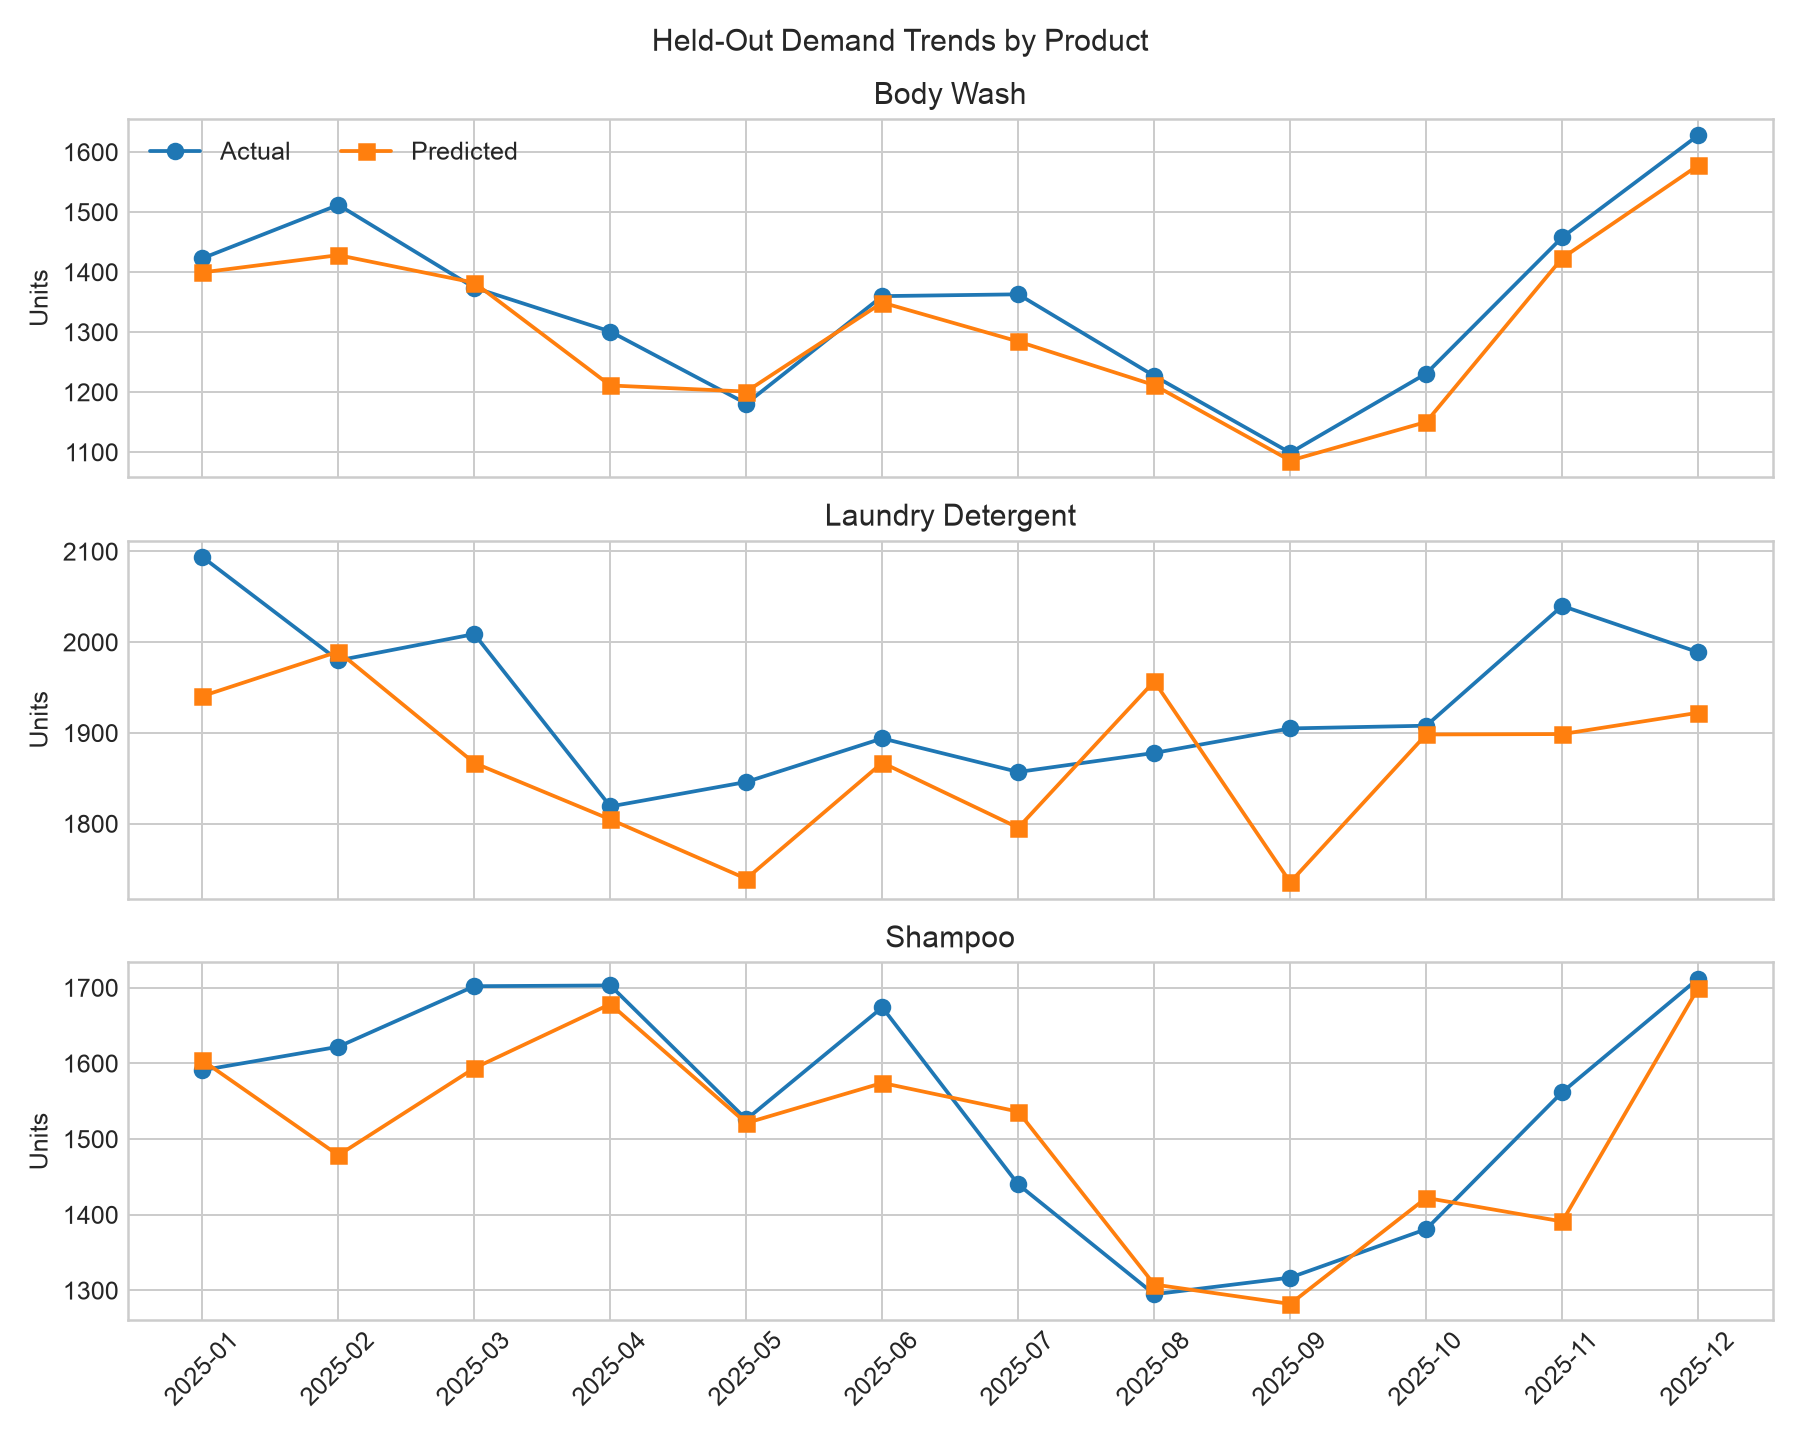 Held-Out Demand Trends by Product
Body Wash
Actual Predicted
1600
1500
1400
1300
1200
1100
Units
Laundry Detergent
2100
2000
1900
1800
Units
Shampoo
1700
1600
1500
1400
1300
Units
2025-01 2025-02 2025-03 2025-04 2025-05 2025-06 2025-07 2025-08 2025-09 2025-10 2025-11 2025-12